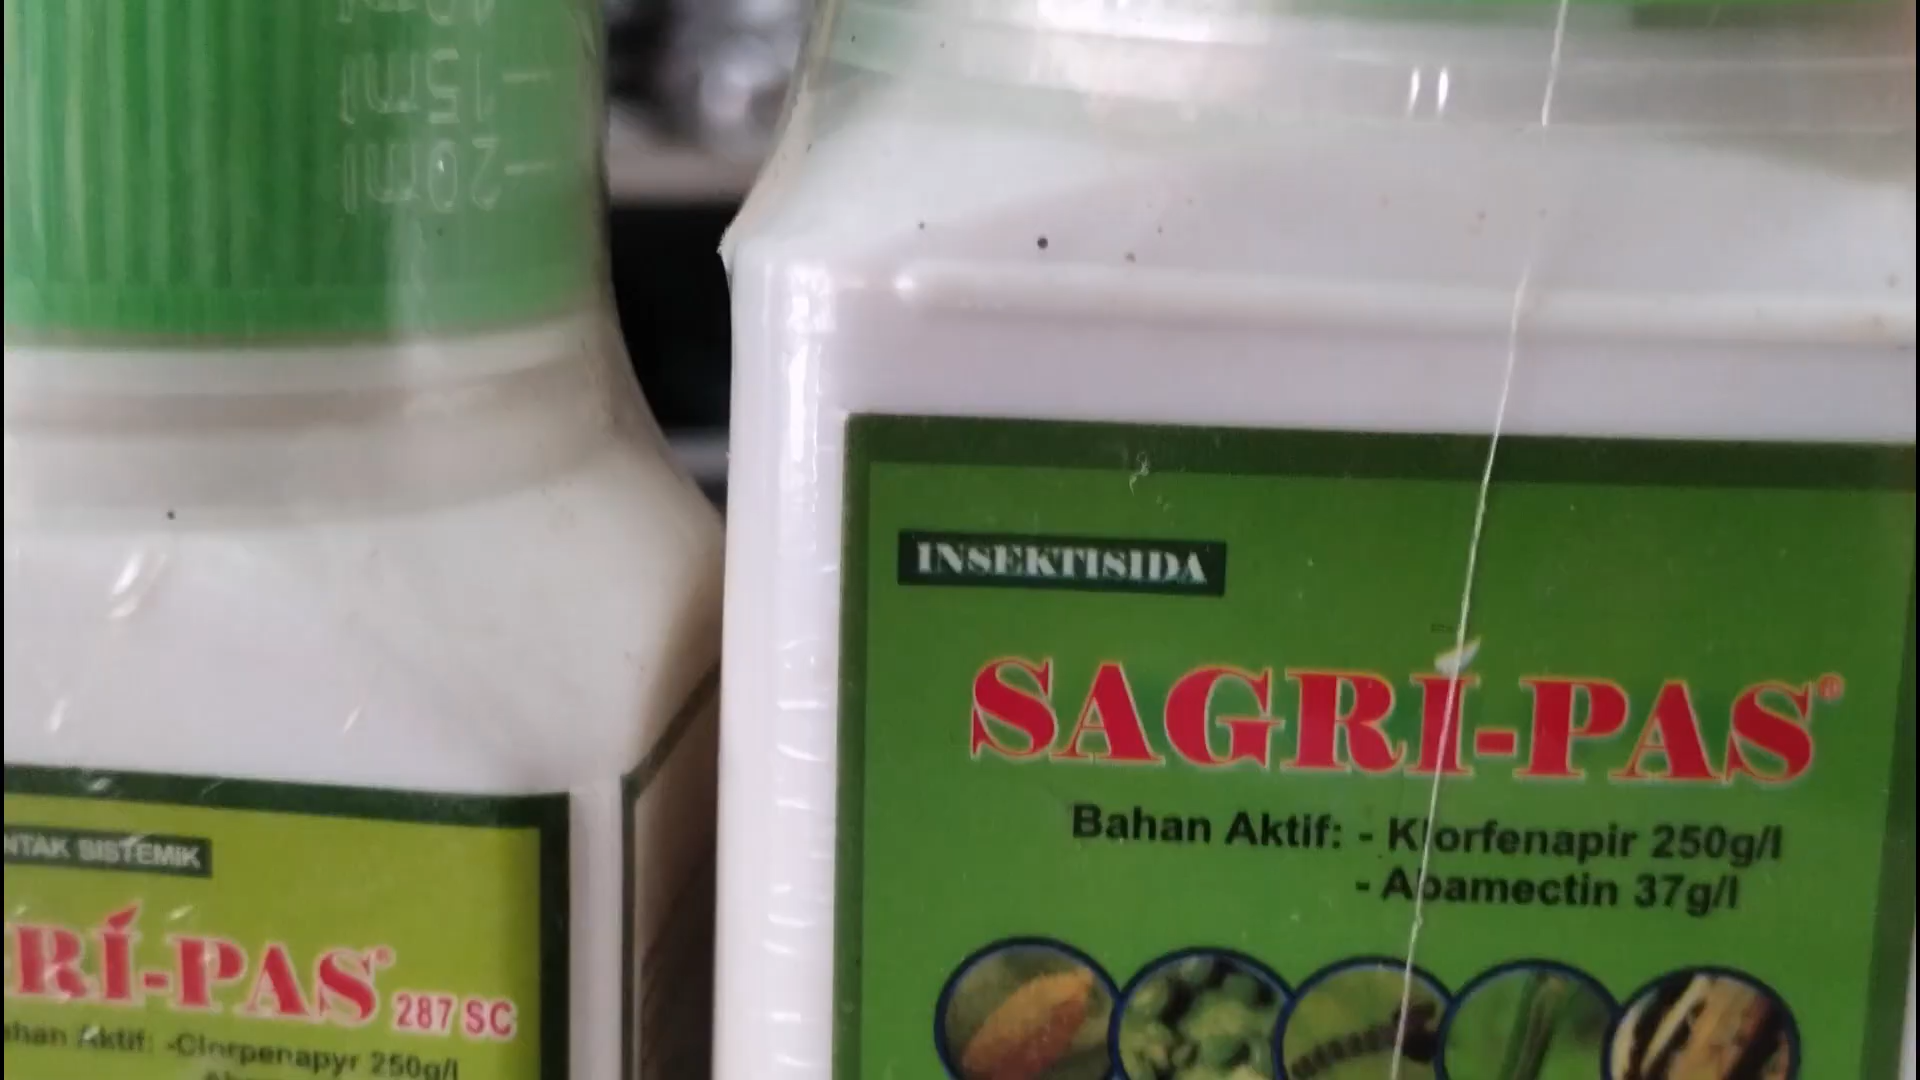 15ml
20ml
INSEKTISIDA
SAGRÍ-PAS®
Bahan Aktif: - Klorfenapir 250g/l
- Abamectin 37g/l
NTAK SISTEMIK
RÍ-PAS® 287 SC
ahan Aktif: -Clorpenapyr 250g/l